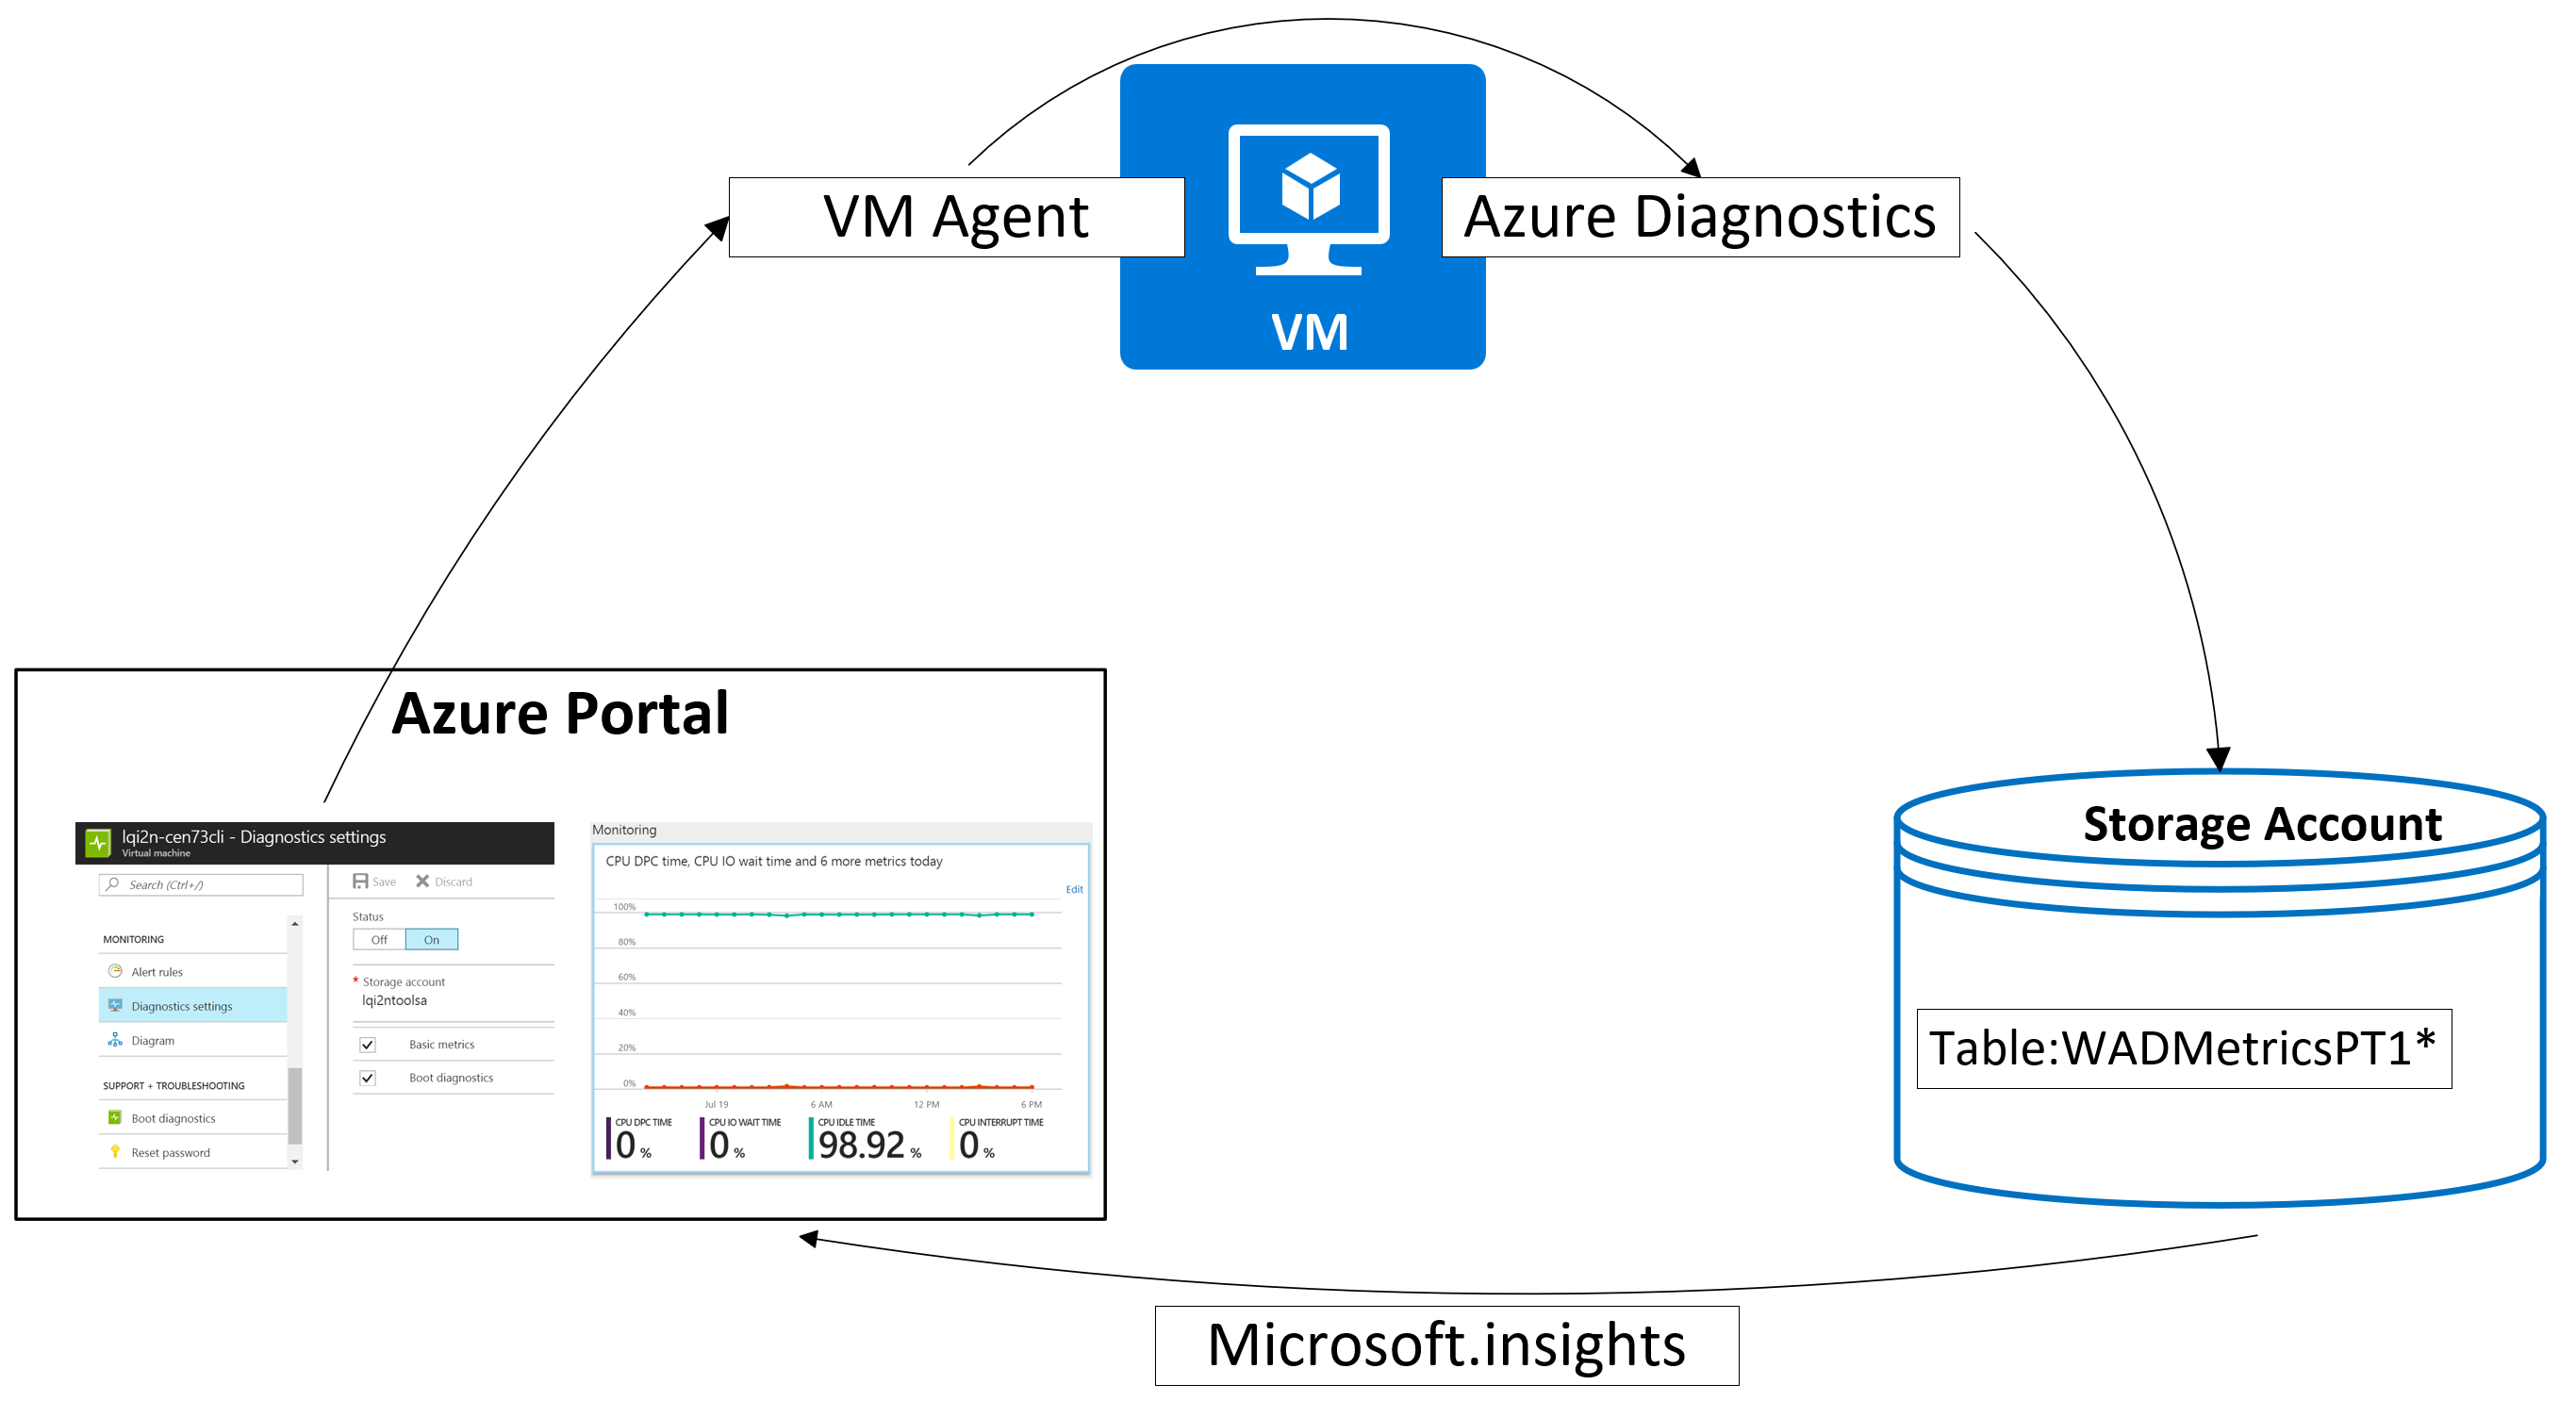 VM Agent
VM
Azure Diagnostics
Azure Portal
lqi2n-cen73cli - Diagnostics settings
Virtual machine
Search (Ctrl+/)
MONITORING
Alert rules
Diagnostics settings
Diagram
SUPPORT + TROUBLESHOOTING
Boot diagnostics
Reset password
Save Discard
Status
Off On
* Storage account
lqi2ntoolsa
Basic metrics
Boot diagnostics
Monitoring
CPU DPC time, CPU IO wait time and 6 more metrics today
Edit
100%
80%
60%
40%
20%
0%
Jul 19 6 AM 12 PM 6 PM
CPU DPC TIME CPU IO WAIT TIME CPU IDLE TIME CPU INTERRUPT TIME
0 % 0 % 98.92 % 0 %
Storage Account
Table:WADMetricsPT1*
Microsoft.insights